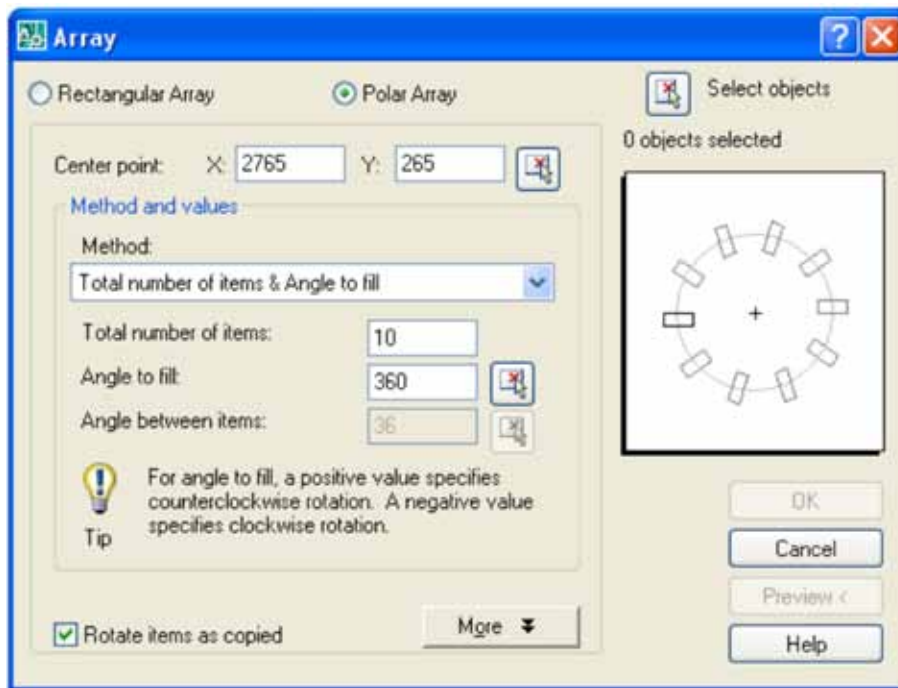 Array
Rectangular Array
Polar Array
Select objects
0 objects selected
Center point: X: 2765 Y: 265
Method and values
Method:
Total number of items & Angle to fill
Total number of items: 10
Angle to fill: 360
Angle between items: 36
For angle to fill, a positive value specifies
counterclockwise rotation. A negative value
specifies clockwise rotation.
Tip
Rotate items as copied
More
OK
Cancel
Preview <
Help